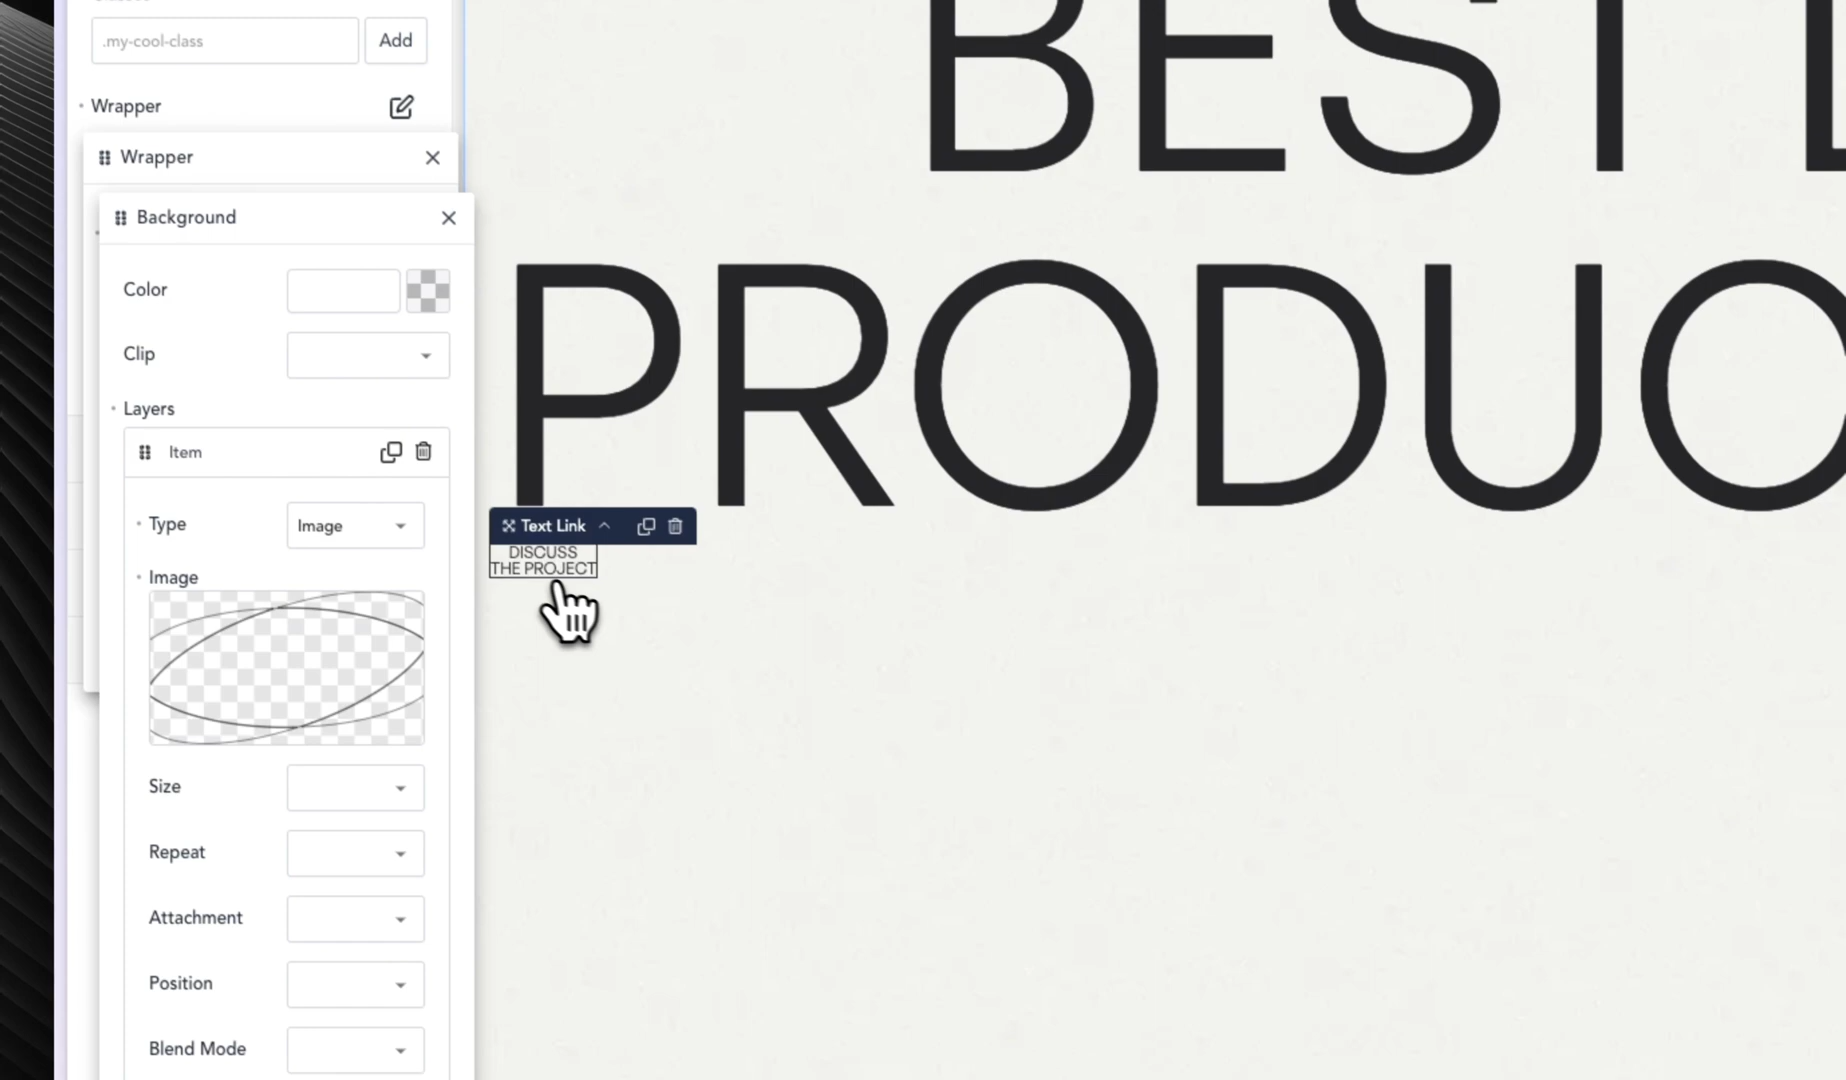 .my-cool-class
Add
Wrapper
Wrapper
Background
Color
Clip
Layers
Item
Type
Image
Image
Size
Repeat
Attachment
Position
Blend Mode
BEST
PRODUC
Text Link
DISCUSS
THE PROJECT